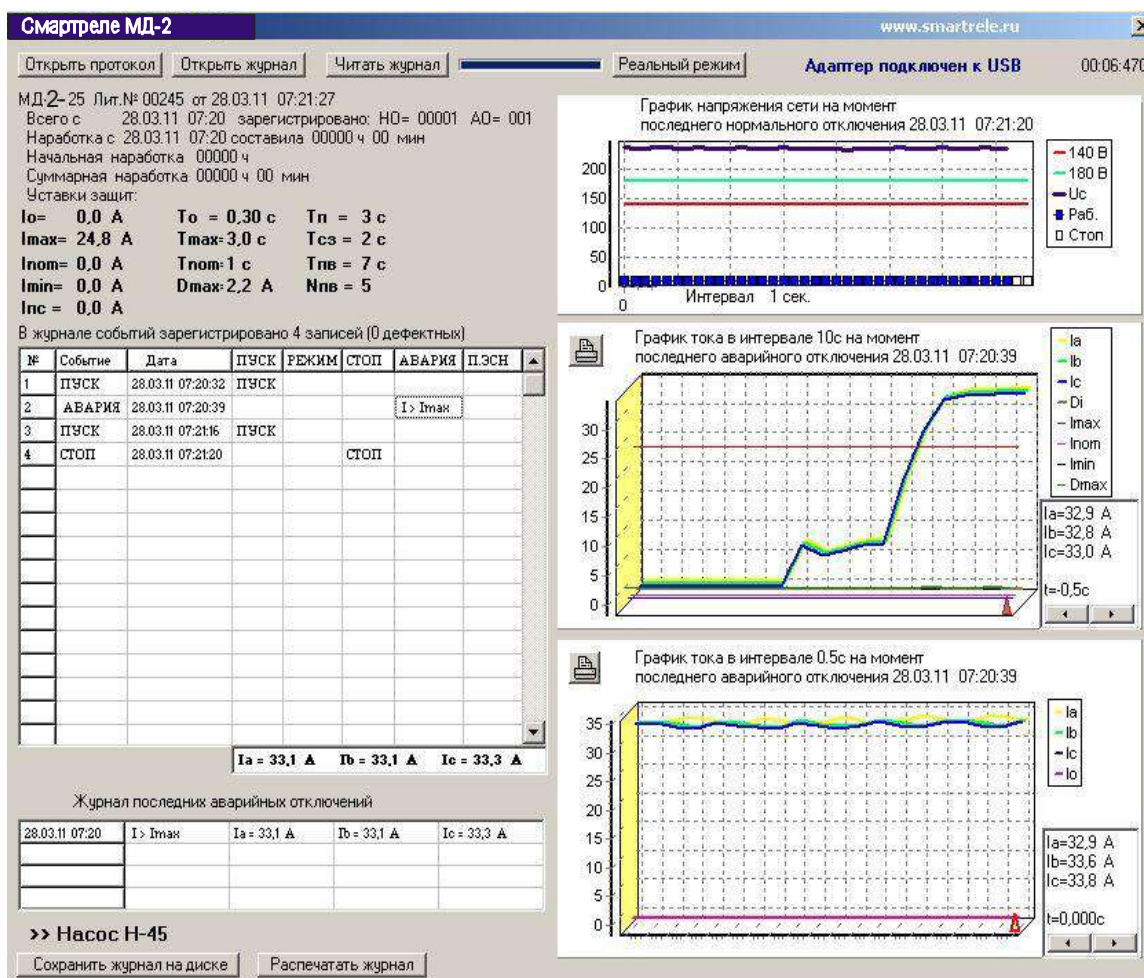 Смартреле МД-2
www.smartrele.ru
Открыть протокол Открыть журнал Читать журнал Реальный режим Адаптер подключен к USB 00:06:470
МД-2-25 Лит.№ 00245 от 28.03.11 07:21:27
Всего с 28.03.11 07:20 зарегистрировано: НО= 00001 АО= 001
Наработка с 28.03.11 07:20 составила 00000 ч 00 мин
Начальная наработка 00000 ч
Суммарная наработка 00000 ч 00 мин
Уставки защит:
Io= 0,0 А To = 0,30 с Тп = 3 с
Imax= 24,8 А Tmax= 3,0 с Тсз = 2 с
Inom= 0,0 А Tnom= 1 с Тпв = 7 с
Imin= 0,0 А Dmax= 2,2 А Nпв = 5
Iпс = 0,0 А
В журнале событий зарегистрировано 4 записей (0 дефектных)
№ Событие Дата ПУСК РЕЖИМ СТОП АВАРИЯ П.ЭСН
1 ПУСК 28.03.11 07:20:32 ПУСК
2 АВАРИЯ 28.03.11 07:20:39 I> Imax
3 ПУСК 28.03.11 07:21:16 ПУСК
4 СТОП 28.03.11 07:21:20 СТОП
Ia = 33,1 А Ib = 33,1 А Ic = 33,3 А
Журнал последних аварийных отключений
28.03.11 07:20 I> Imax Ia = 33,1 А Ib = 33,1 А Ic = 33,3 А
>> Насос Н-45
Сохранить журнал на диске Распечатать журнал
График напряжения сети на момент
последнего нормального отключения 28.03.11 07:21:20
200
150
100
50
0
0
Интервал 1 сек.
140 В
180 В
Uc
Раб.
Стоп
График тока в интервале 10с на момент
последнего аварийного отключения 28.03.11 07:20:39
30
25
20
15
10
5
0
Ia
Ib
Ic
Di
Imax
Inom
Imin
Dmax
Ia=32,9 А
Ib=32,8 А
Ic=33,0 А
t=-0,5с
График тока в интервале 0.5с на момент
последнего аварийного отключения 28.03.11 07:20:39
35
30
25
20
15
10
5
0
Ia
Ib
Ic
Io
Ia=32,9 А
Ib=33,6 А
Ic=33,8 А
t=0,000с